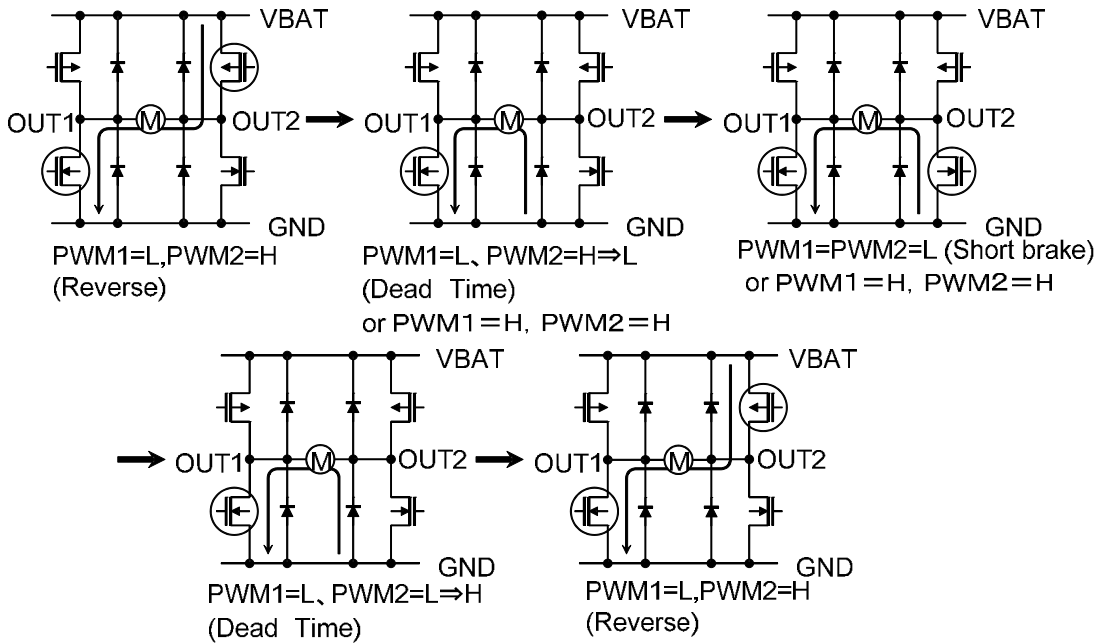 VBAT
M
OUT1
OUT2
GND
PWM1=L,PWM2=H
(Reverse)
VBAT
M
OUT1
OUT2
GND
PWM1=L、PWM2=H⇒L
(Dead Time)
or PWM1=H, PWM2=H
VBAT
M
OUT1
OUT2
GND
PWM1=PWM2=L (Short brake)
or PWM1=H, PWM2=H
VBAT
M
OUT1
OUT2
GND
PWM1=L、PWM2=L⇒H
(Dead Time)
VBAT
M
OUT1
OUT2
GND
PWM1=L,PWM2=H
(Reverse)